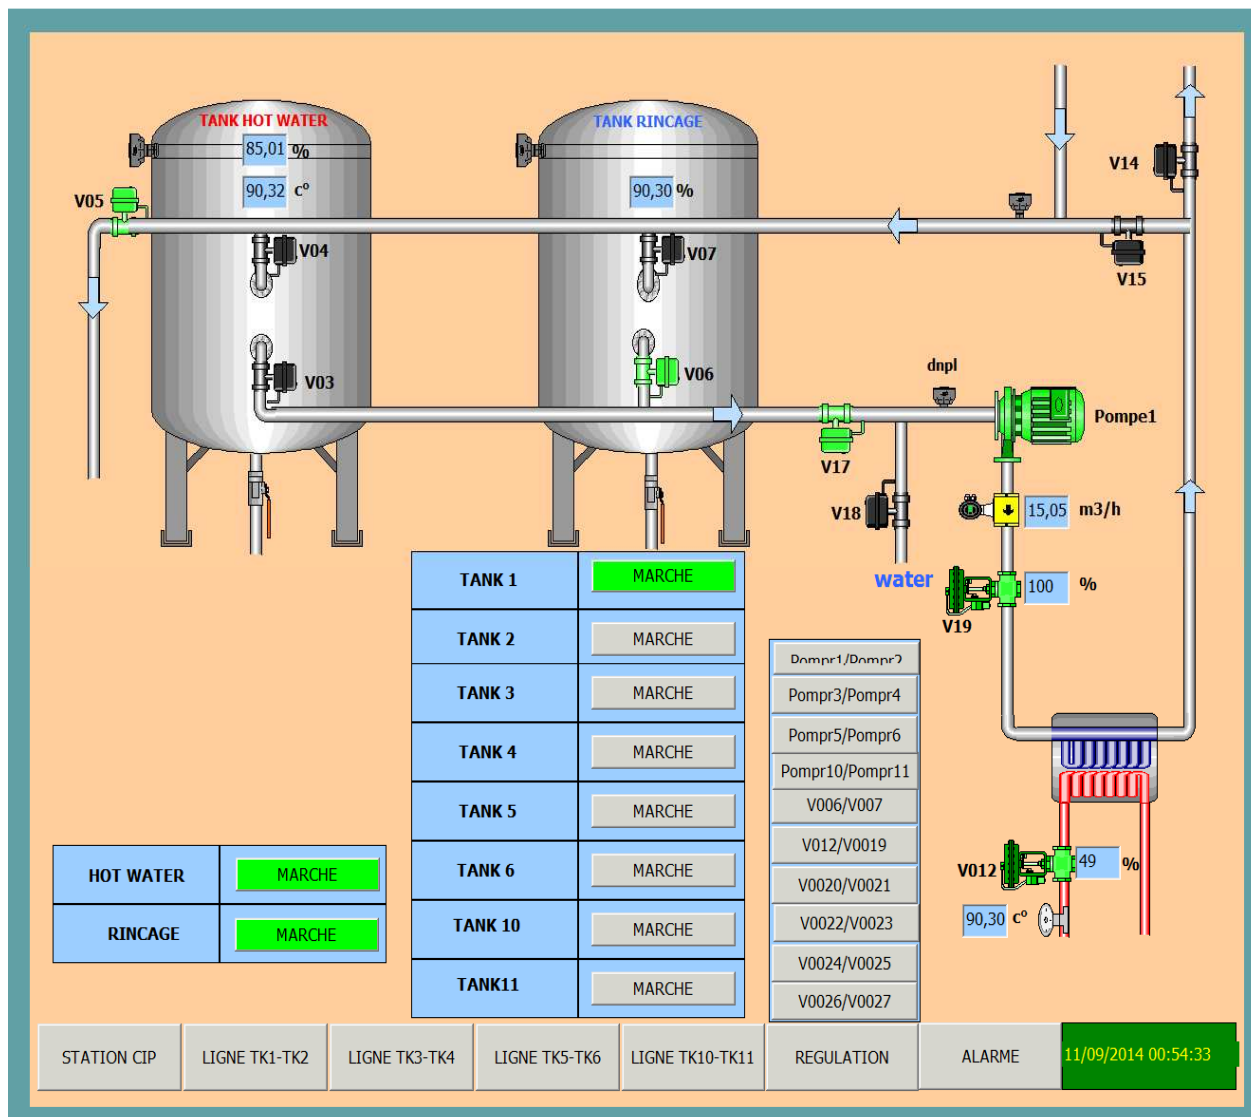 TANK HOT WATER
85,01 %
90,32 c°
TANK RINCAGE
90,30 %
V14
V05
V04
V07
V15
V03
V06
dnpl
Pompe1
V17
V18
15,05 m3/h
water
100 %
V19
TANK 1 MARCHE
TANK 2 MARCHE
TANK 3 MARCHE
TANK 4 MARCHE
TANK 5 MARCHE
TANK 6 MARCHE
TANK 10 MARCHE
TANK11 MARCHE
Pompr1/Pompr2
Pompr3/Pompr4
Pompr5/Pompr6
Pompr10/Pompr11
V006/V007
V012/V0019
V0020/V0021
V0022/V0023
V0024/V0025
V0026/V0027
V012
49 %
90,30 c°
HOT WATER MARCHE
RINCAGE MARCHE
STATION CIP
LIGNE TK1-TK2
LIGNE TK3-TK4
LIGNE TK5-TK6
LIGNE TK10-TK11
REGULATION
ALARME
11/09/2014 00:54:33